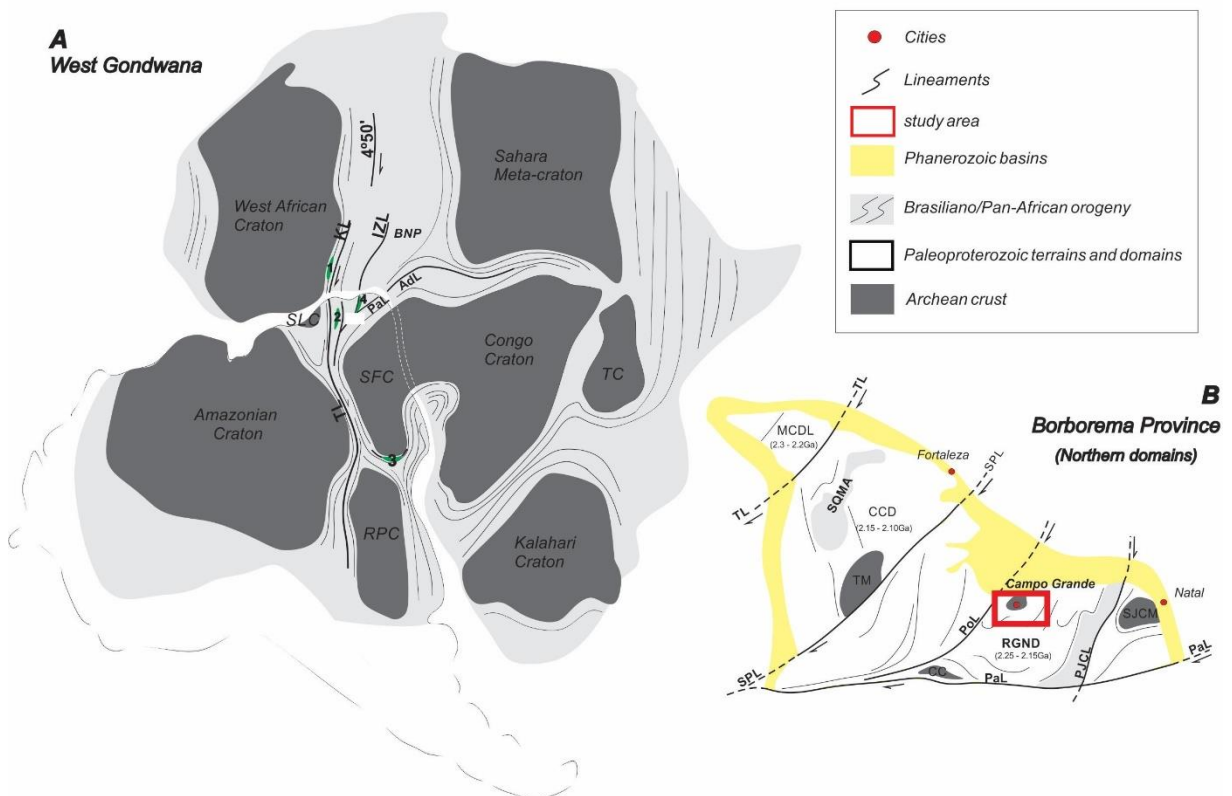 A
West Gondwana
West African
Craton
4º50'
Sahara
Meta-craton
KL
IZL
BNP
1
SLC
2
4
PaL
AdL
Amazonian
Craton
TL
SFC
Congo
Craton
TC
3
RPC
Kalahari
Craton
Cities
Lineaments
study area
Phanerozoic basins
Brasiliano/Pan-African orogeny
Paleoproterozoic terrains and domains
Archean crust
B
Borborema Province
(Northern domains)
TL
MCDL
(2.3 - 2.2Ga)
Fortaleza
SPL
TL
SQMA
CCD
(2.15 - 2.10Ga)
TM
Campo Grande
Natal
SJCM
PoL
RGND
(2.25 - 2.15Ga)
PJCL
PaL
SPL
CC
PaL